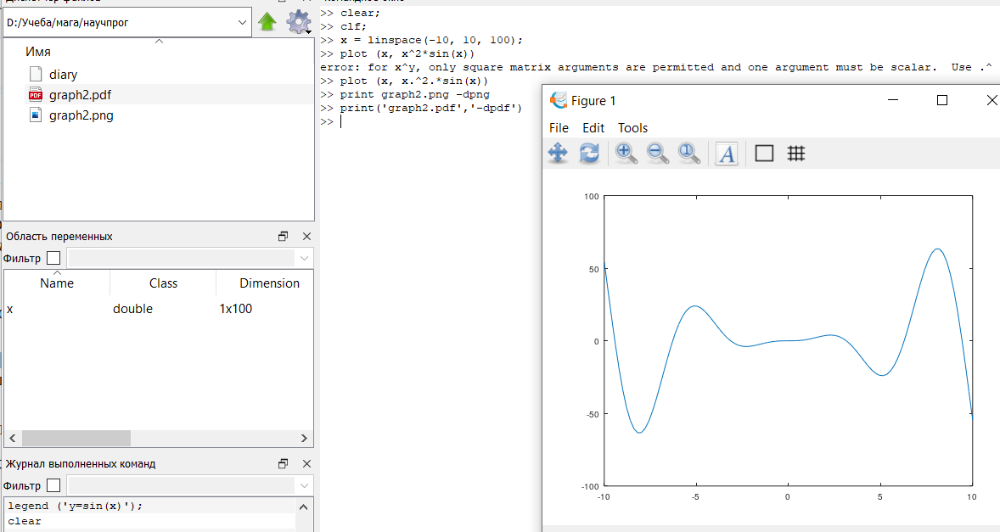 D:/Учеба/мага/научпрог
Имя
diary
graph2.pdf
graph2.png
Область переменных
Фильтр
Name Class Dimension
x double 1x100
Журнал выполненных команд
Фильтр
legend ('y=sin(x)');
clear
>> clear;
>> clf;
>> x = linspace(-10, 10, 100);
>> plot (x, x^2*sin(x))
error: for x^y, only square matrix arguments are permitted and one argument must be scalar.  Use .^
>> plot (x, x.^2.*sin(x))
>> print graph2.png -dpng
>> print('graph2.pdf','-dpdf')
>>
Figure 1
File Edit Tools
100
50
0
-50
-100
-10 -5 0 5 10